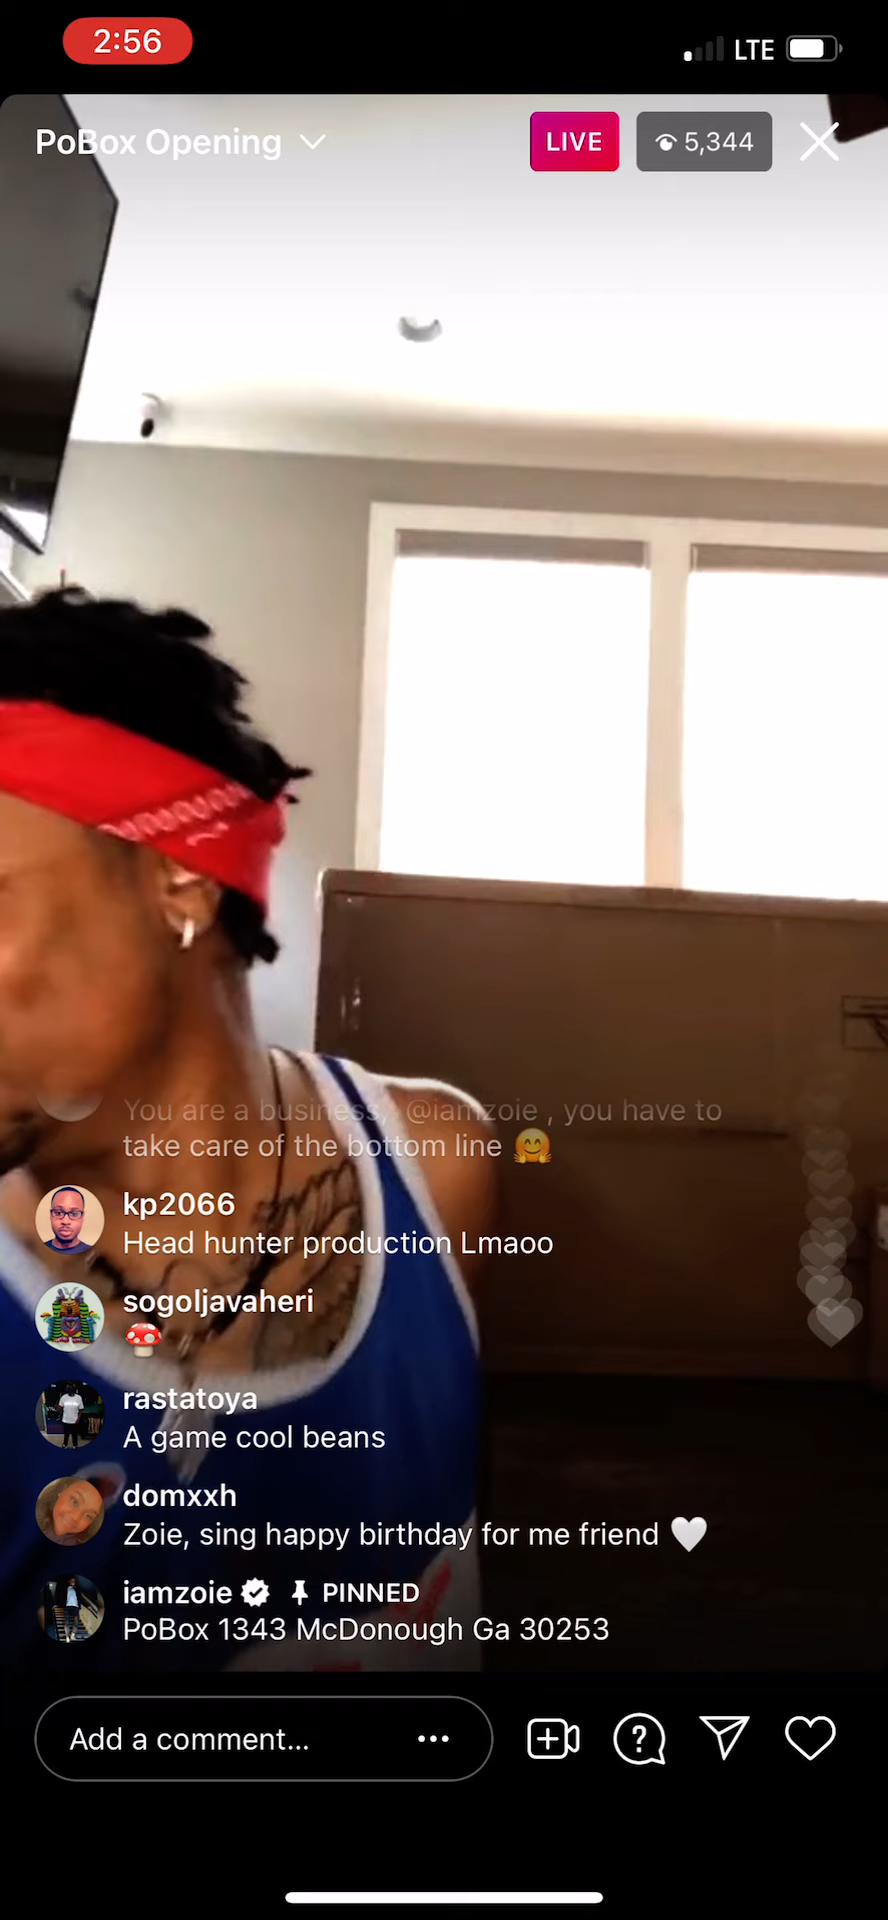 2:56
LTE
PoBox Opening
LIVE
5,344
You are a business, @iamzoie , you have to
take care of the bottom line 🤗
kp2066
Head hunter production Lmaoo
sogoljavaheri
🍄
rastatoya
A game cool beans
domxxh
Zoie, sing happy birthday for me friend 🤍
iamzoie PINNED
PoBox 1343 McDonough Ga 30253
Add a comment...